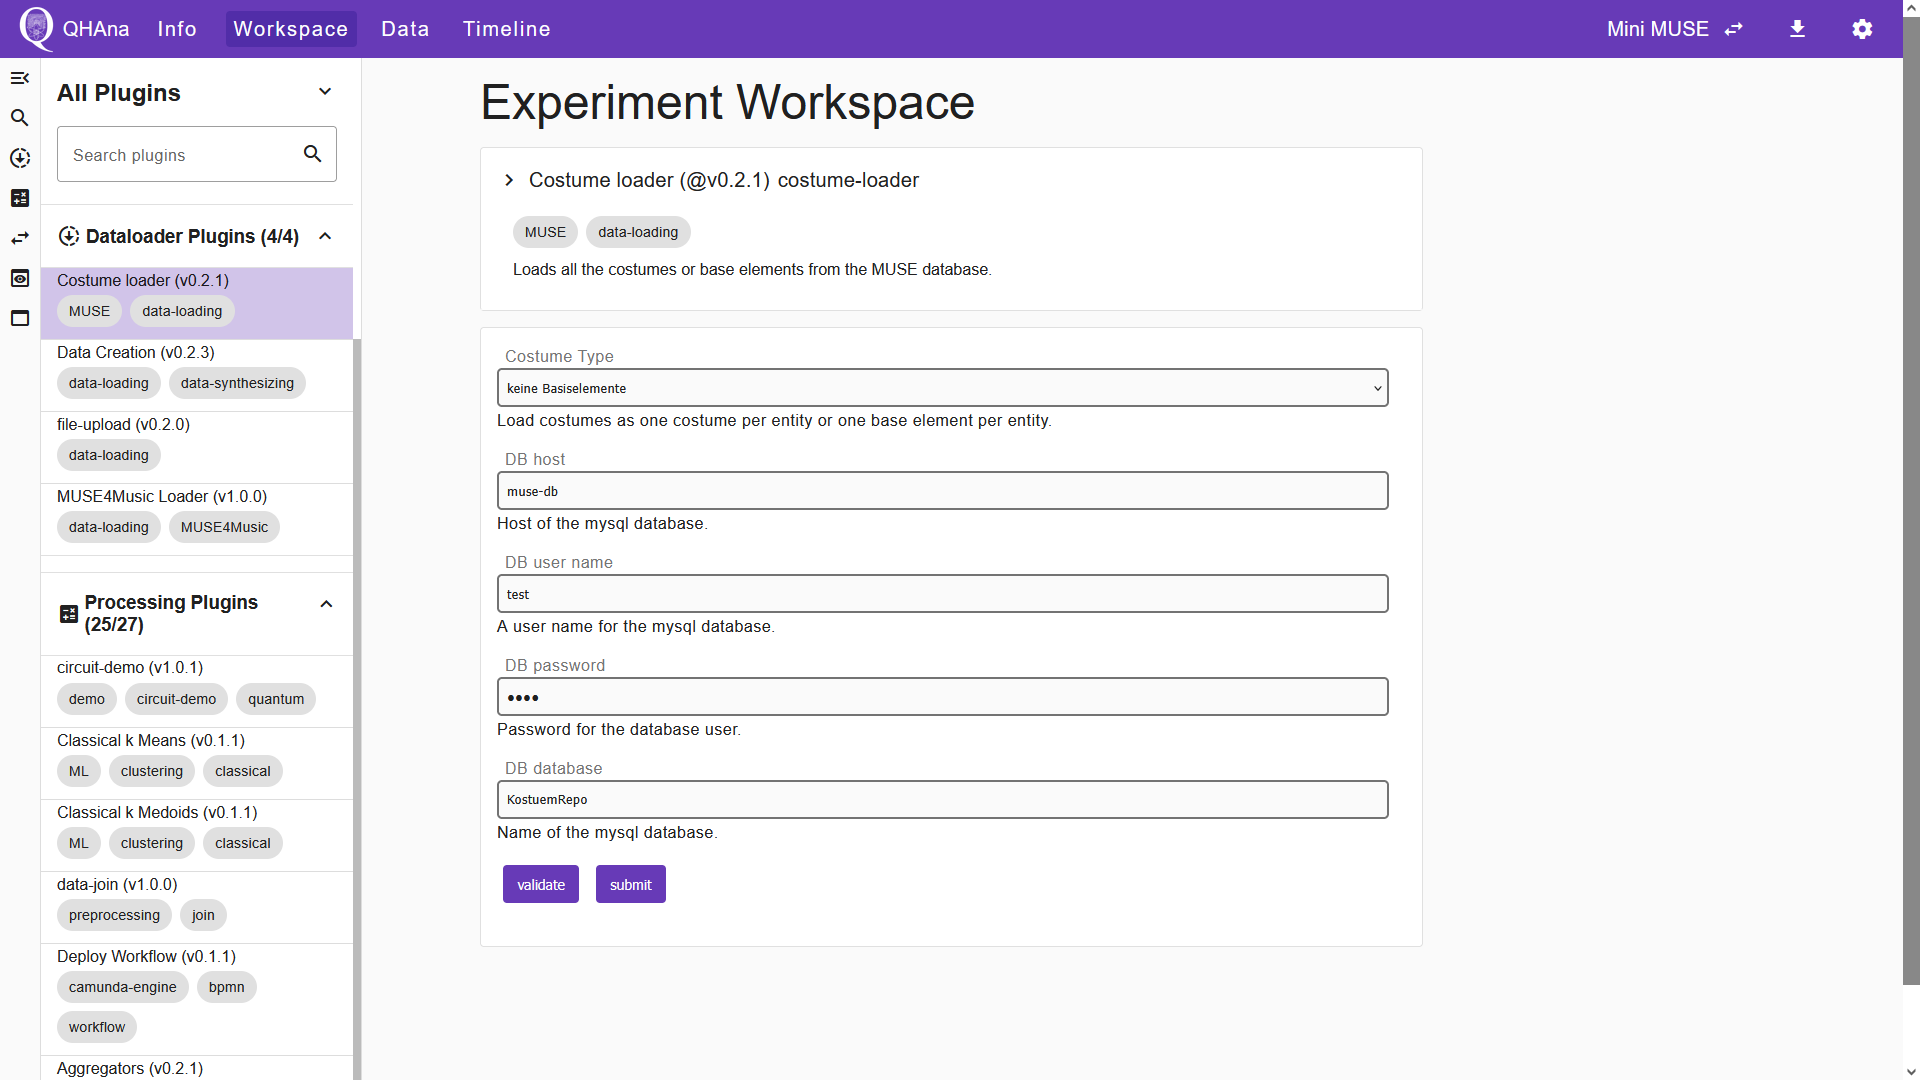 QHAna Info Workspace Data Timeline Mini MUSE
All Plugins
Search plugins
Dataloader Plugins (4/4)
Costume loader (v0.2.1)
MUSE data-loading
Data Creation (v0.2.3)
data-loading data-synthesizing
file-upload (v0.2.0)
data-loading
MUSE4Music Loader (v1.0.0)
data-loading MUSE4Music
Processing Plugins
(25/27)
circuit-demo (v1.0.1)
demo circuit-demo quantum
Classical k Means (v0.1.1)
ML clustering classical
Classical k Medoids (v0.1.1)
ML clustering classical
data-join (v1.0.0)
preprocessing join
Deploy Workflow (v0.1.1)
camunda-engine bpmn
workflow
Aggregators (v0.2.1)
Experiment Workspace
Costume loader (@v0.2.1) costume-loader
MUSE data-loading
Loads all the costumes or base elements from the MUSE database.
Costume Type
keine Basiselemente
Load costumes as one costume per entity or one base element per entity.
DB host
muse-db
Host of the mysql database.
DB user name
test
A user name for the mysql database.
DB password
••••
Password for the database user.
DB database
KostuemRepo
Name of the mysql database.
validate submit